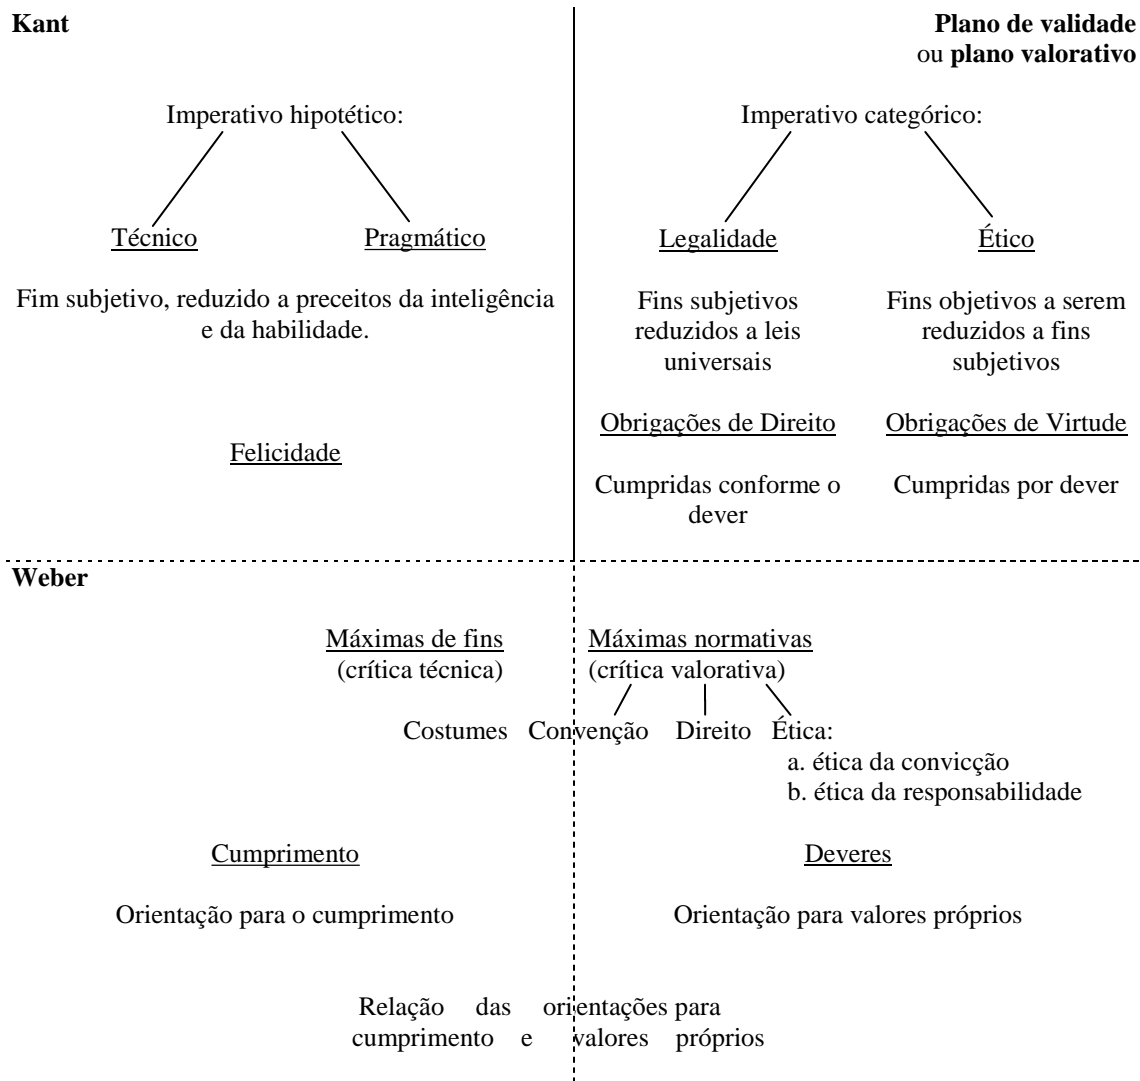 Kant
Plano de validade
ou plano valorativo
Imperativo hipotético:
Imperativo categórico:
Técnico
Pragmático
Legalidade
Ético
Fim subjetivo, reduzido a preceitos da inteligência
e da habilidade.
Fins subjetivos
reduzidos a leis
universais
Fins objetivos a serem
reduzidos a fins
subjetivos
Felicidade
Obrigações de Direito
Obrigações de Virtude
Cumpridas conforme o
dever
Cumpridas por dever
Weber
Máximas de fins
(crítica técnica)
Máximas normativas
(crítica valorativa)
Costumes Convenção Direito Ética:
a. ética da convicção
b. ética da responsabilidade
Cumprimento
Deveres
Orientação para o cumprimento
Orientação para valores próprios
Relação das orientações para
cumprimento e valores próprios